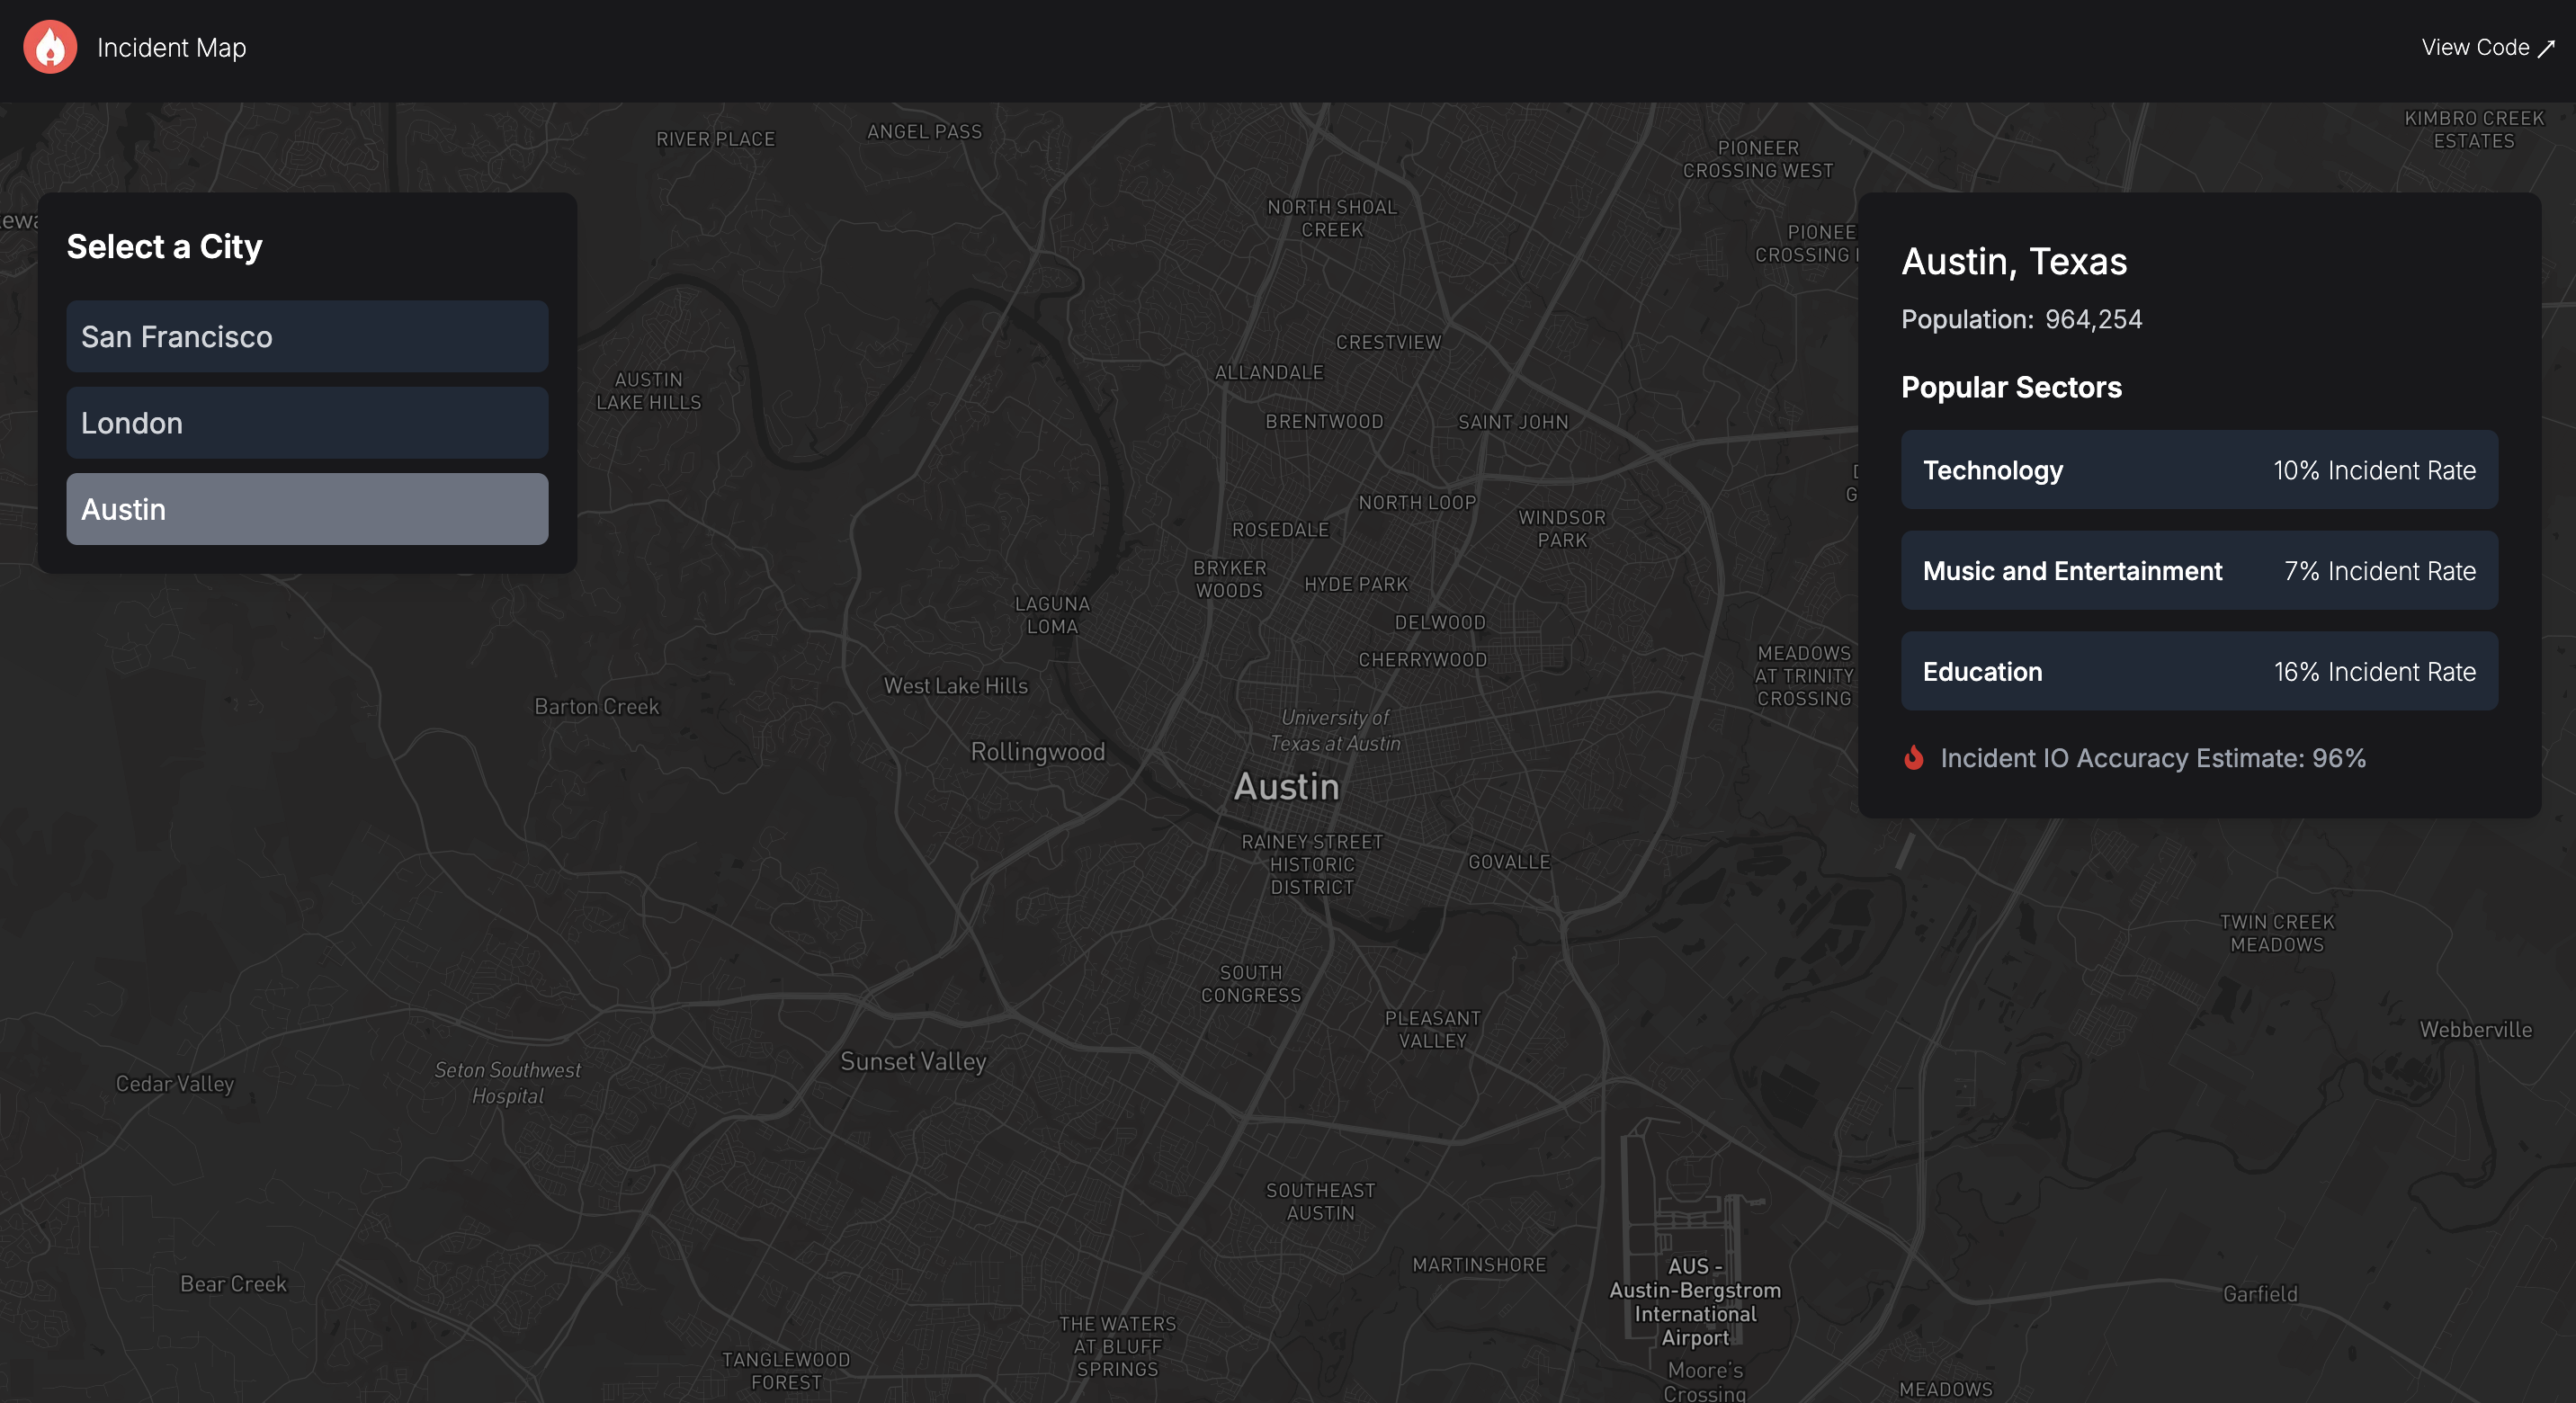 Incident Map
View Code ↗
RIVER PLACE
ANGEL PASS
PIONEER
CROSSING WEST
KIMBRO CREEK
ESTATES
NORTH SHOAL
CREEK
Select a City
San Francisco
London
Austin
Austin, Texas
Population: 964,254
Popular Sectors
Technology 10% Incident Rate
Music and Entertainment 7% Incident Rate
Education 16% Incident Rate
Incident IO Accuracy Estimate: 96%
CROSSING
CRESTVIEW
ALLANDALE
AUSTIN
LAKE HILLS
BRENTWOOD
SAINT JOHN
NORTH LOOP
ROSEDALE
WINDSOR
PARK
BRYKER
WOODS
HYDE PARK
LAGUNA
LOMA
DELWOOD
CHERRYWOOD
MEADOWS
AT TRINITY
CROSSING
West Lake Hills
Barton Creek
University of
Texas at Austin
Rollingwood
Austin
RAINEY STREET
HISTORIC
DISTRICT
GOVALLE
TWIN CREEK
MEADOWS
SOUTH
CONGRESS
PLEASANT
VALLEY
Webberville
Sunset Valley
Seton Southwest
Hospital
Cedar Valley
SOUTHEAST
AUSTIN
MARTINSHORE
AUS -
Austin-Bergstrom
International
Airport
Bear Creek
Garfield
THE WATERS
AT BLUFF
SPRINGS
TANGLEWOOD
FOREST
Moore's
Crossing
MEADOWS